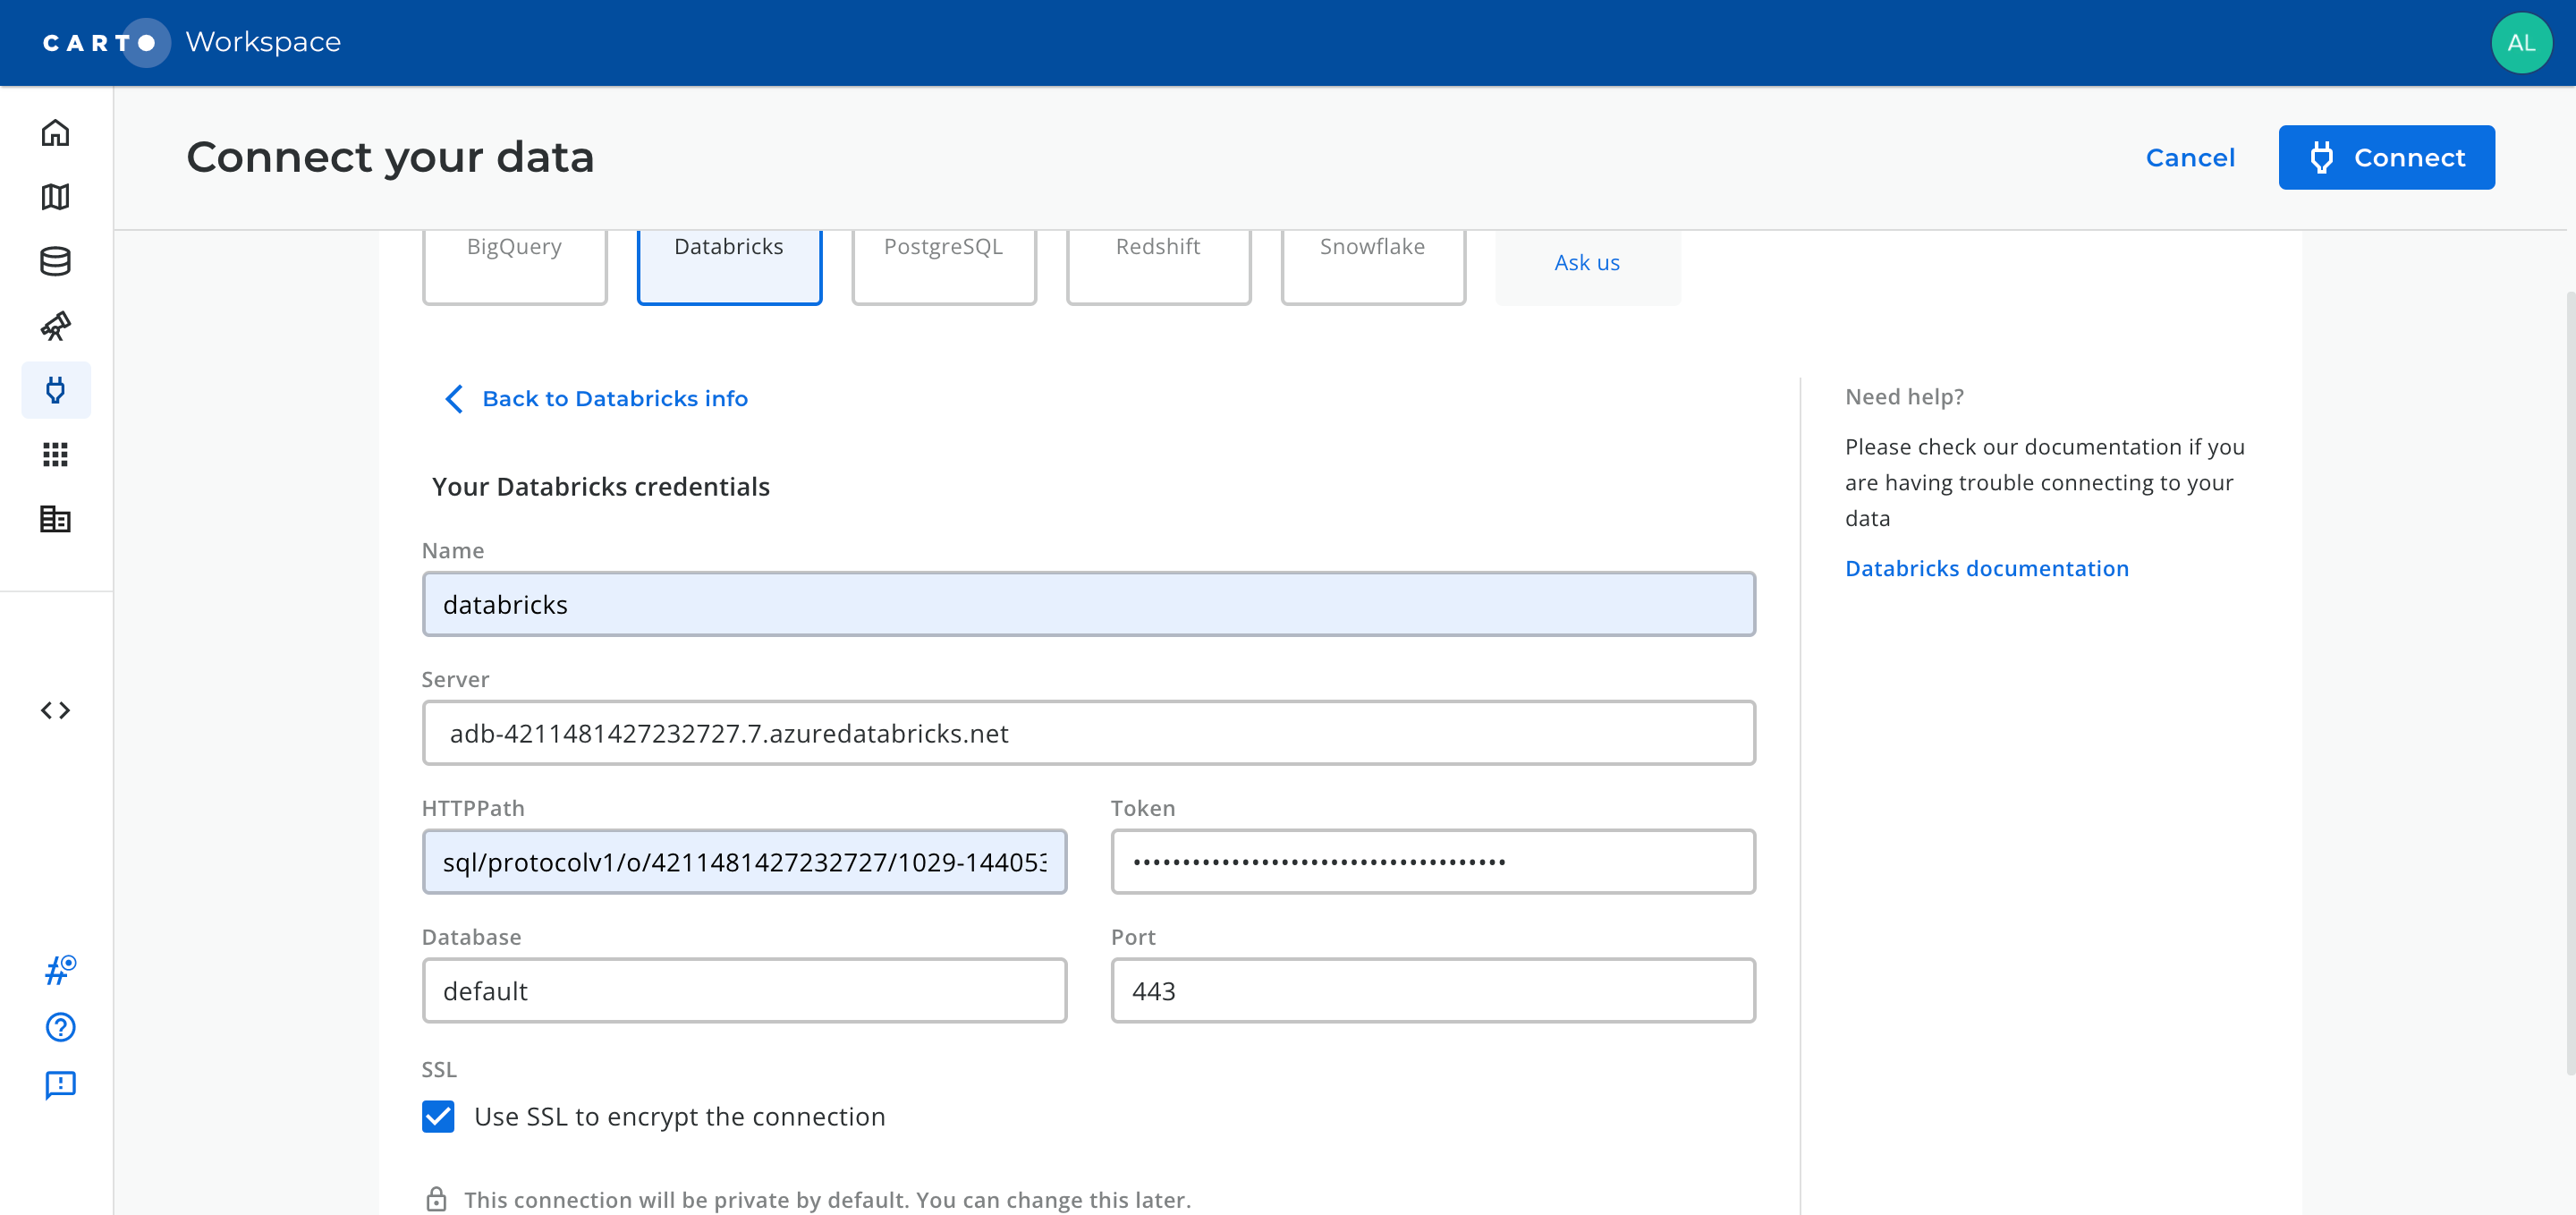 CARTO Workspace
AL
Connect your data
Cancel
Connect
BigQuery
Databricks
PostgreSQL
Redshift
Snowflake
Ask us
Back to Databricks info
Your Databricks credentials
Name
databricks
Server
adb-4211481427232727.7.azuredatabricks.net
HTTPPath
Token
sql/protocolv1/o/4211481427232727/1029-144053
••••••••••••••••••••••••••••••••••••••
Database
Port
default
443
SSL
Use SSL to encrypt the connection
This connection will be private by default. You can change this later.
Need help?
Please check our documentation if you
are having trouble connecting to your
data
Databricks documentation